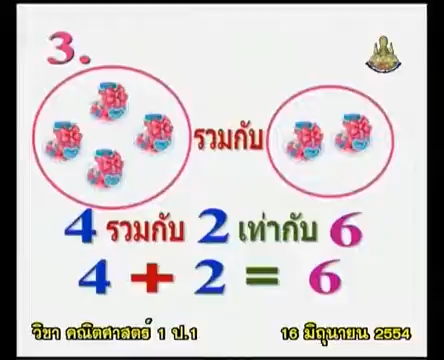 3.
รวมกับ
4 รวมกับ 2 เท่ากับ 6
4 + 2 = 6
วิชา คณิตศาสตร์ 1 ป.1
16 มิถุนายน 2554